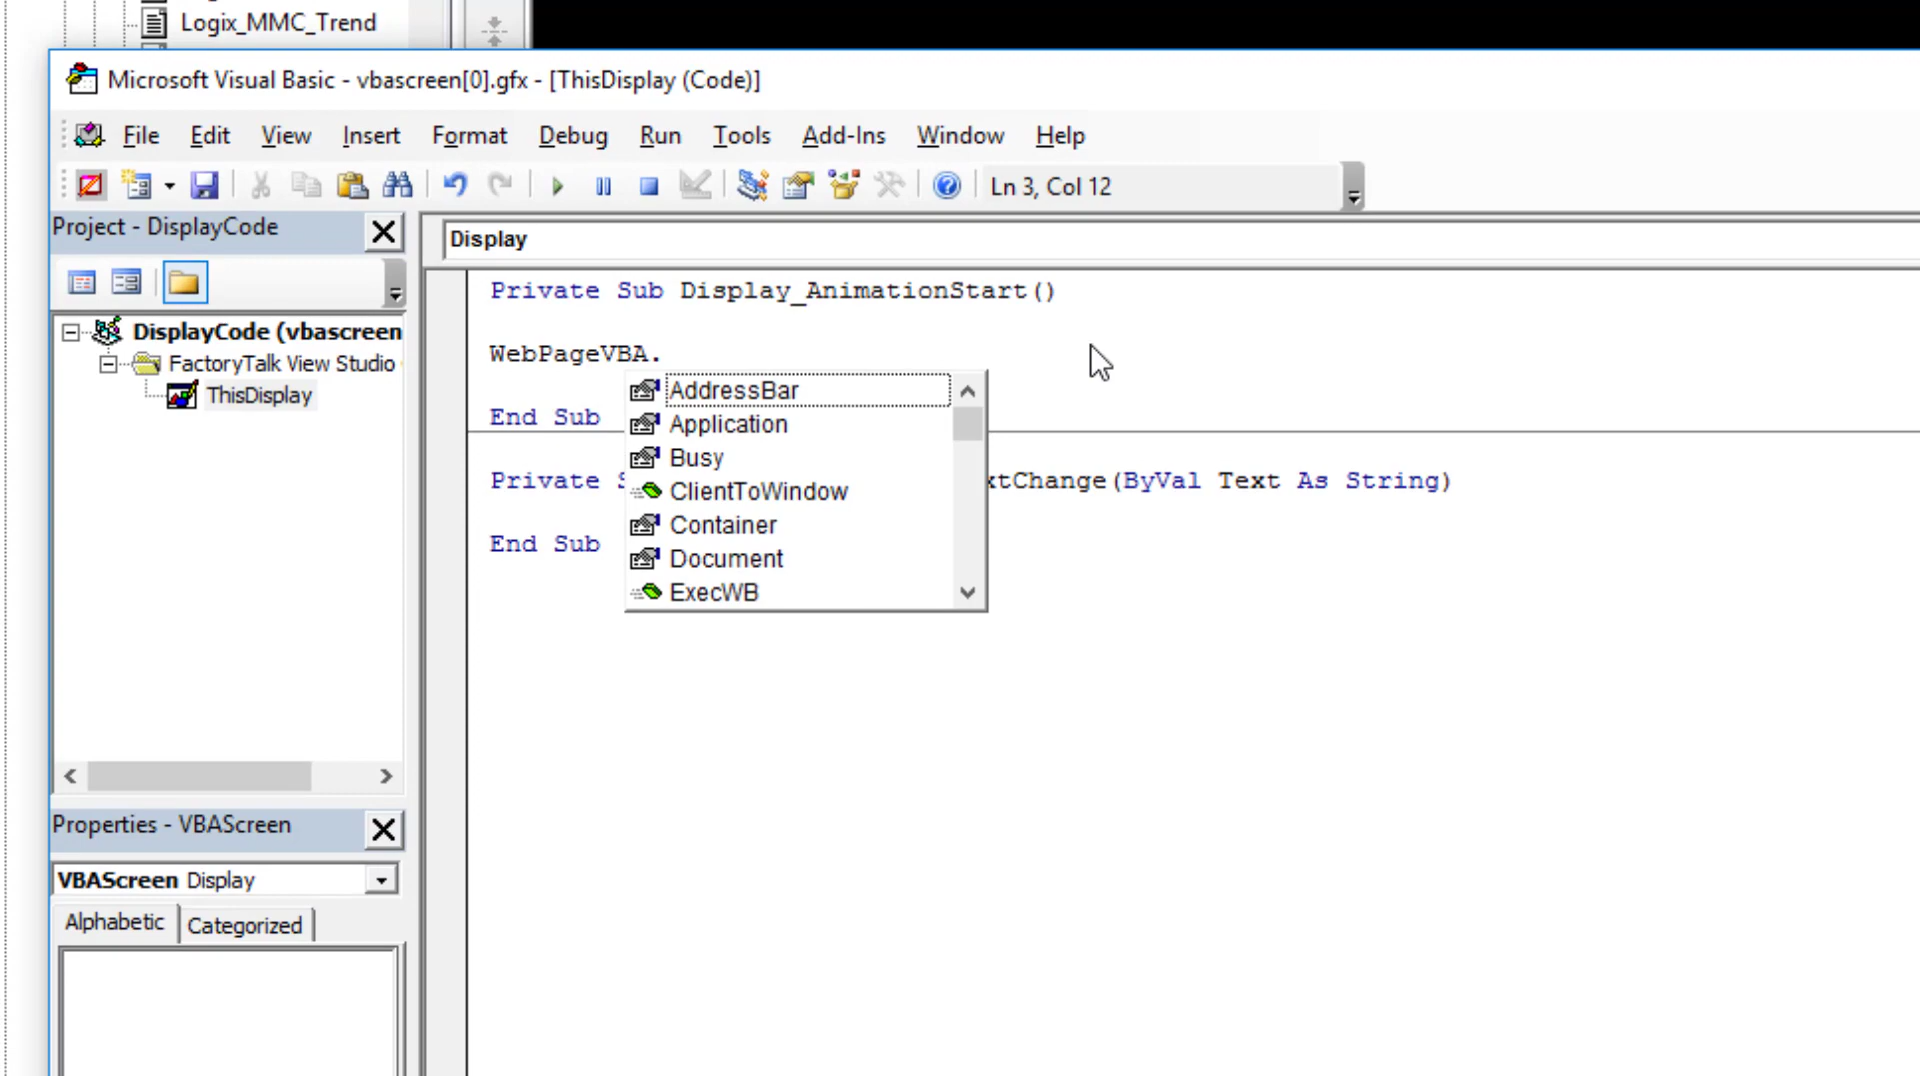 Logix_MMC_Trend
Microsoft Visual Basic - vbascreen[0].gfx - [ThisDisplay (Code)]
File Edit View Insert Format Debug Run Tools Add-Ins Window Help
Ln 3, Col 12
Project - DisplayCode
Display
DisplayCode (vbascreen
FactoryTalk View Studio
ThisDisplay
Private Sub Display_AnimationStart()
WebPageVBA.
AddressBar
Application
Busy
ClientToWindow
Container
Document
ExecWB
End Sub
Private xtChange(ByVal Text As String)
End Sub
Properties - VBAScreen
VBAScreen Display
Alphabetic Categorized